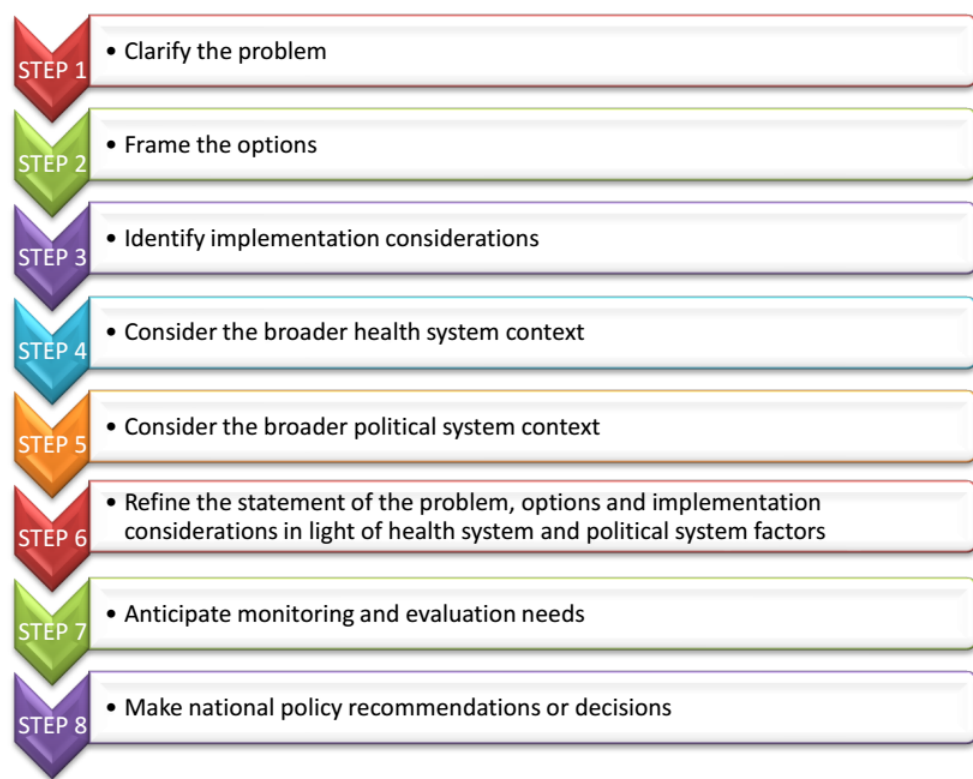 STEP 1
• Clarify the problem
STEP 2
• Frame the options
STEP 3
• Identify implementation considerations
STEP 4
• Consider the broader health system context
STEP 5
• Consider the broader political system context
STEP 6
• Refine the statement of the problem, options and implementation
considerations in light of health system and political system factors
STEP 7
• Anticipate monitoring and evaluation needs
STEP 8
• Make national policy recommendations or decisions